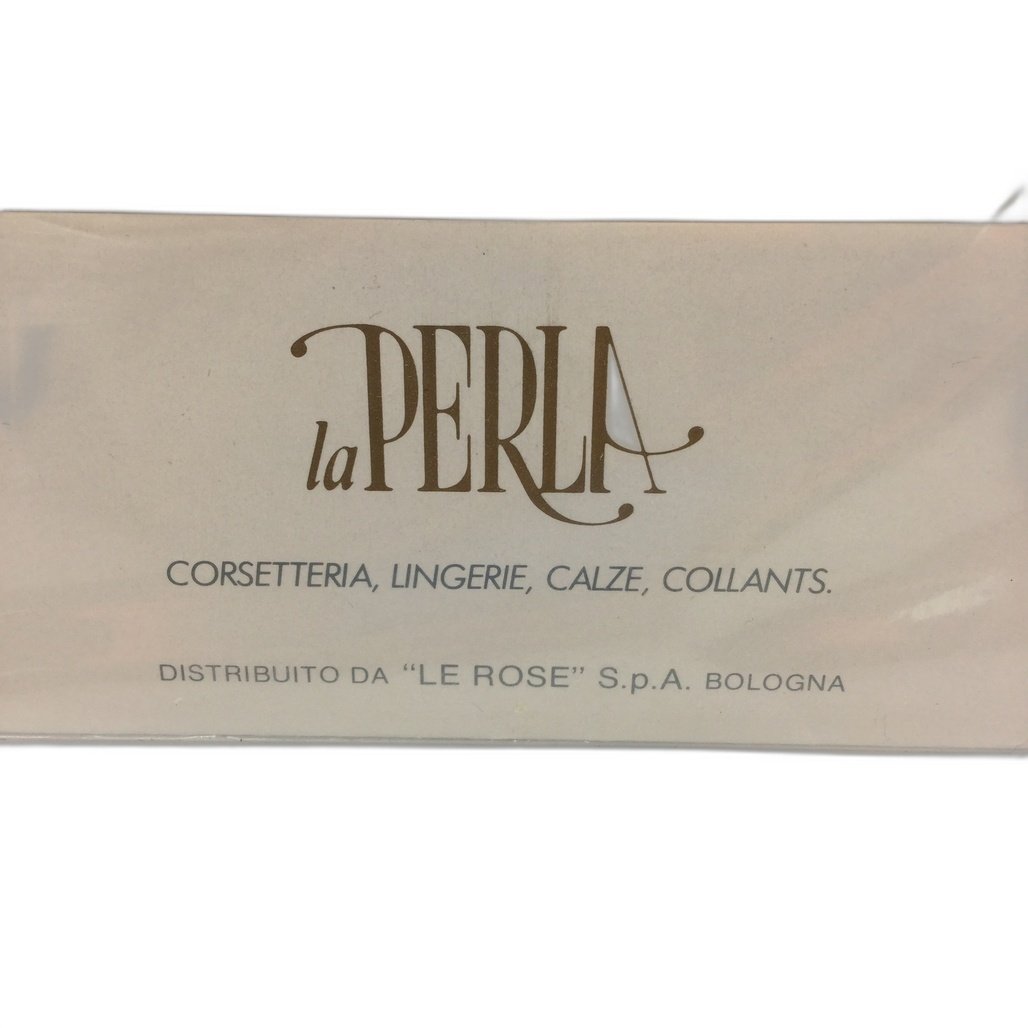 la PERLA
CORSETTERIA, LINGERIE, CALZE, COLLANTS.
DISTRIBUITO DA “LE ROSE” S.p.A. BOLOGNA